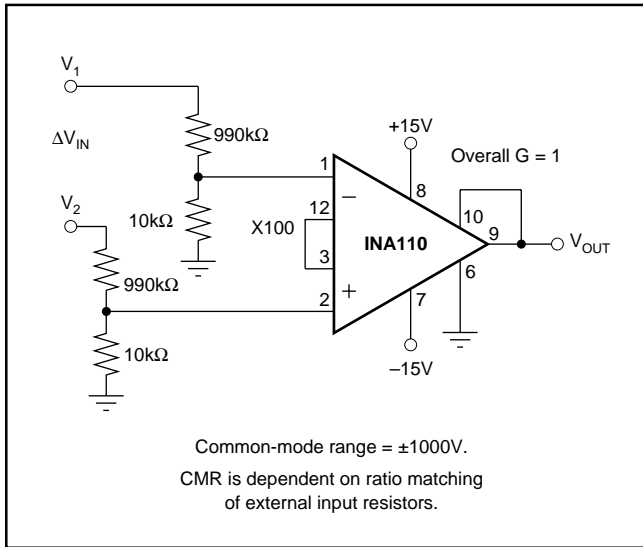 V1
ΔVIN
990kΩ
10kΩ
V2
990kΩ
10kΩ
1
12
X100
3
2
–
+
INA110
+15V
8
Overall G = 1
10
9
VOUT
6
7
–15V
Common-mode range = ±1000V.
CMR is dependent on ratio matching
of external input resistors.